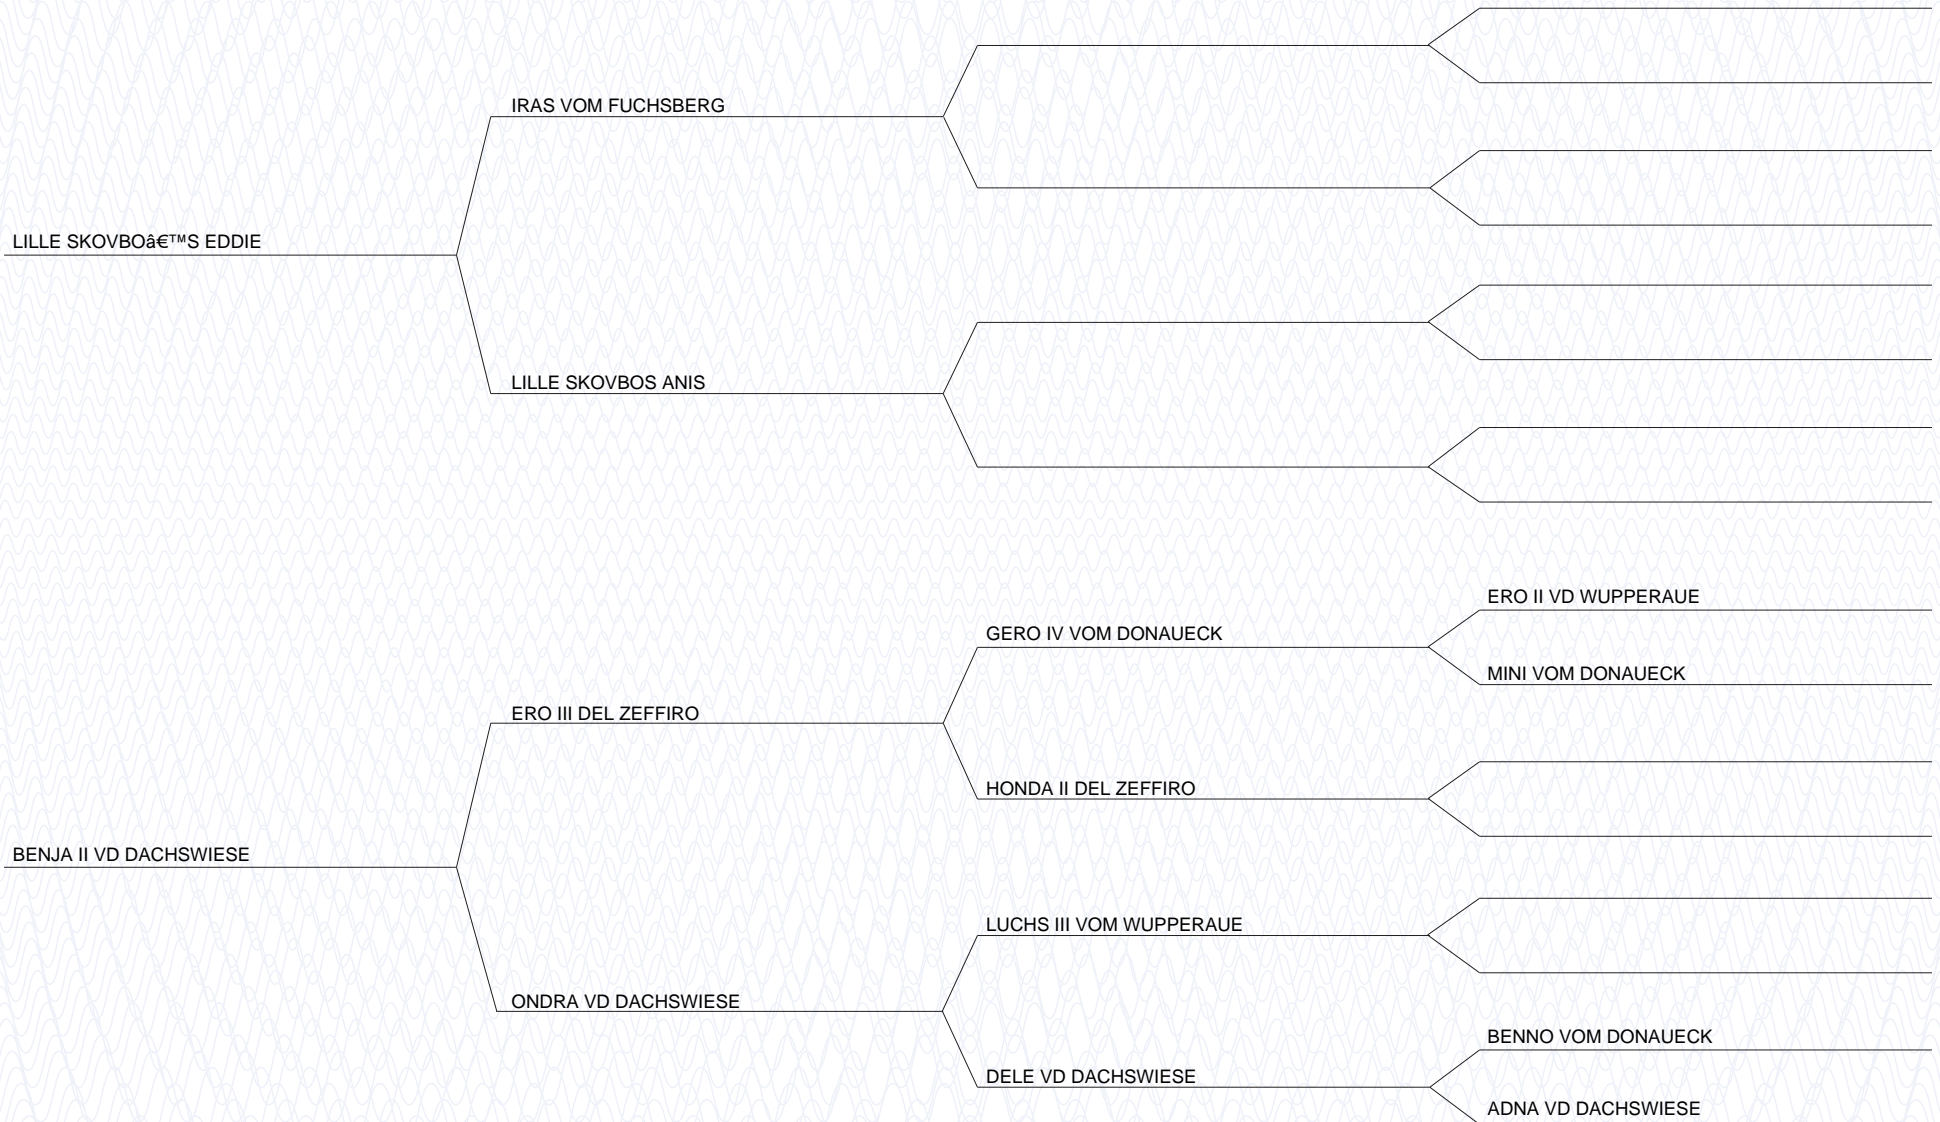 IRAS VOM FUCHSBERG
LILLE SKOVBOâ€™S EDDIE
LILLE SKOVBOS ANIS
ERO II VD WUPPERAUE
GERO IV VOM DONAUECK
MINI VOM DONAUECK
ERO III DEL ZEFFIRO
HONDA II DEL ZEFFIRO
BENJA II VD DACHSWIESE
LUCHS III VOM WUPPERAUE
ONDRA VD DACHSWIESE
BENNO VOM DONAUECK
DELE VD DACHSWIESE
ADNA VD DACHSWIESE